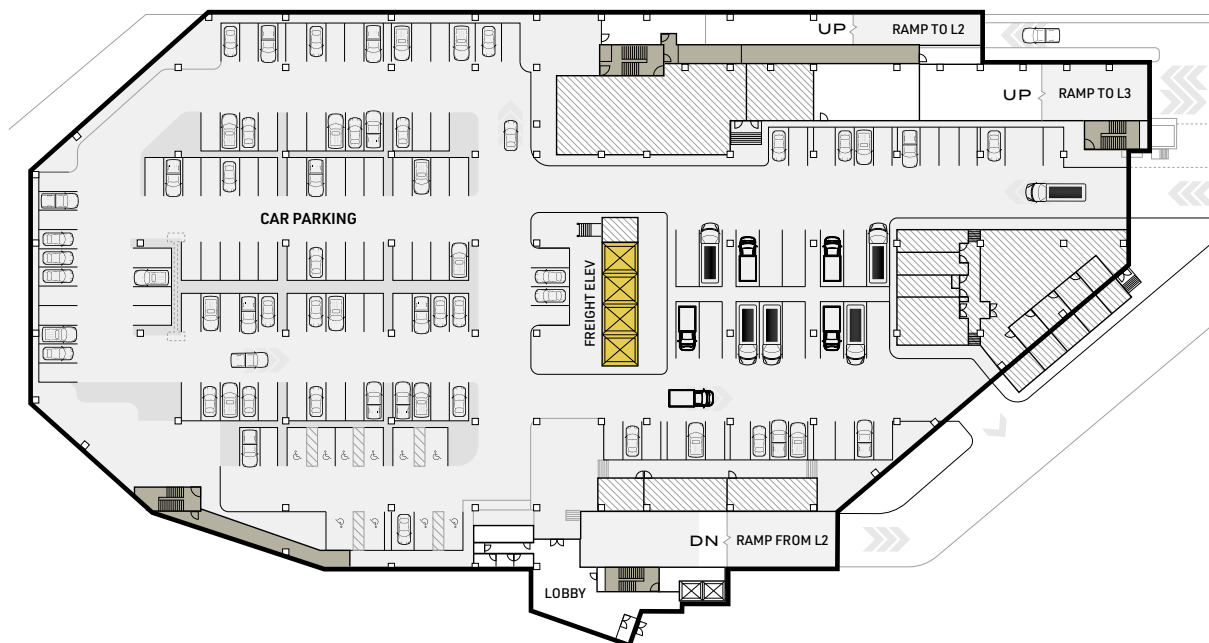 UP
RAMP TO L2
UP
RAMP TO L3
CAR PARKING
FREIGHT ELEV
DN
RAMP FROM L2
LOBBY